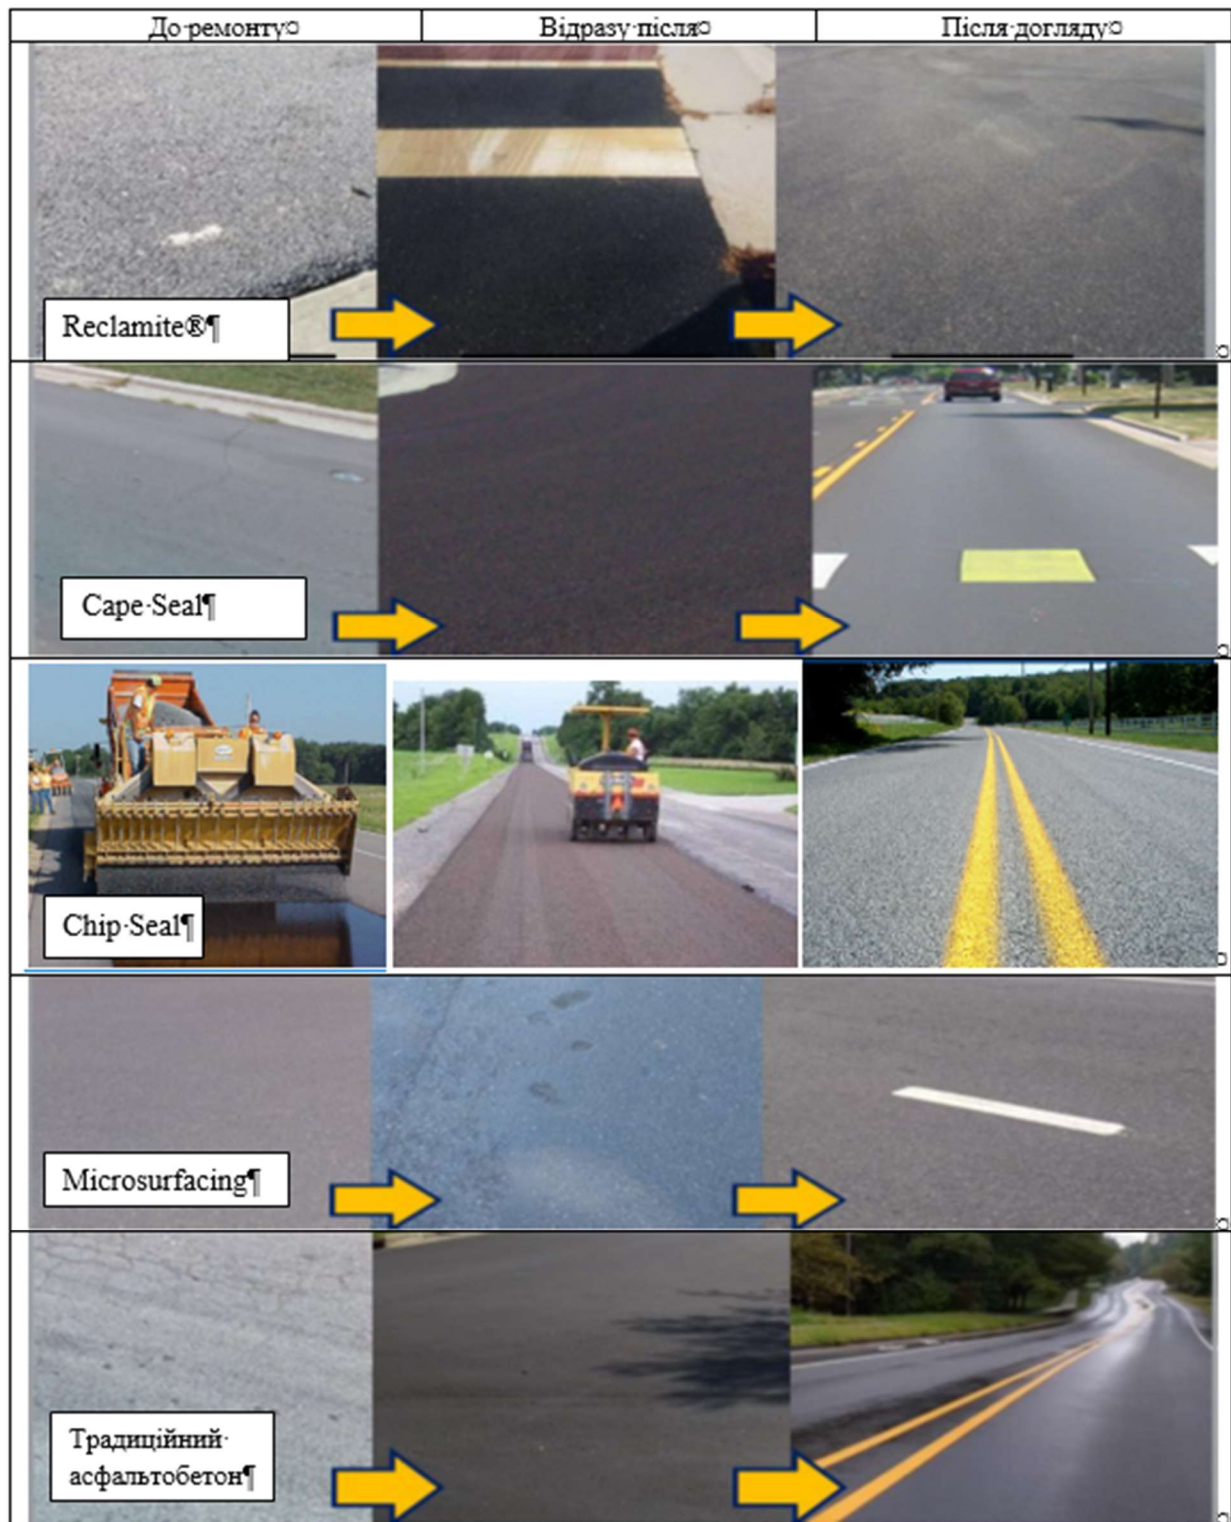 До·ремонту¤
Відразу·після¤
Після·догляду¤
Reclamite®¶
Cape·Seal¶
Chip·Seal¶
Microsurfacing¶
Традиційний·
асфальтобетон¶